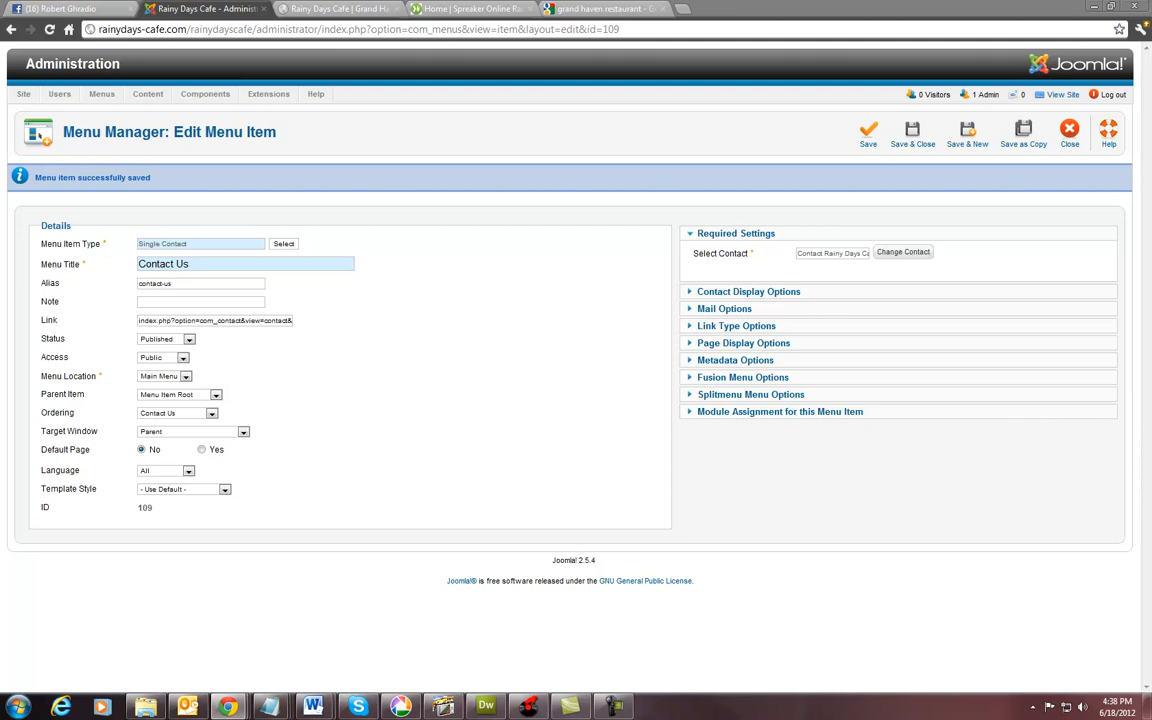 (16) Robert Ghradio
Rainy Days Cafe - Administ
Rainy Days Cafe | Grand H
Home | Spreaker Online Ra
grand haven restaurant - G
rainydays-cafe.com/rainydayscafe/administrator/index.php?option=com_menus&view=item&layout=edit&id=109
Administration
Joomla!
Site Users Menus Content Components Extensions Help
0 Visitors 1 Admin 0 View Site Log out
Menu Manager: Edit Menu Item
Save Save & Close Save & New Save as Copy Close Help
Menu item successfully saved
Details
Menu Item Type * Single Contact Select
Menu Title * Contact Us
Alias contact-us
Note
Link index.php?option=com_contact&view=contact&
Status Published
Access Public
Menu Location * Main Menu
Parent Item Menu Item Root
Ordering Contact Us
Target Window Parent
Default Page No Yes
Language All
Template Style - Use Default -
ID 109
Required Settings
Select Contact * Contact Rainy Days Ca Change Contact
Contact Display Options
Mail Options
Link Type Options
Page Display Options
Metadata Options
Fusion Menu Options
Splitmenu Menu Options
Module Assignment for this Menu Item
Joomla! 2.5.4
Joomla!® is free software released under the GNU General Public License.
Dw
4:38 PM
6/18/2012